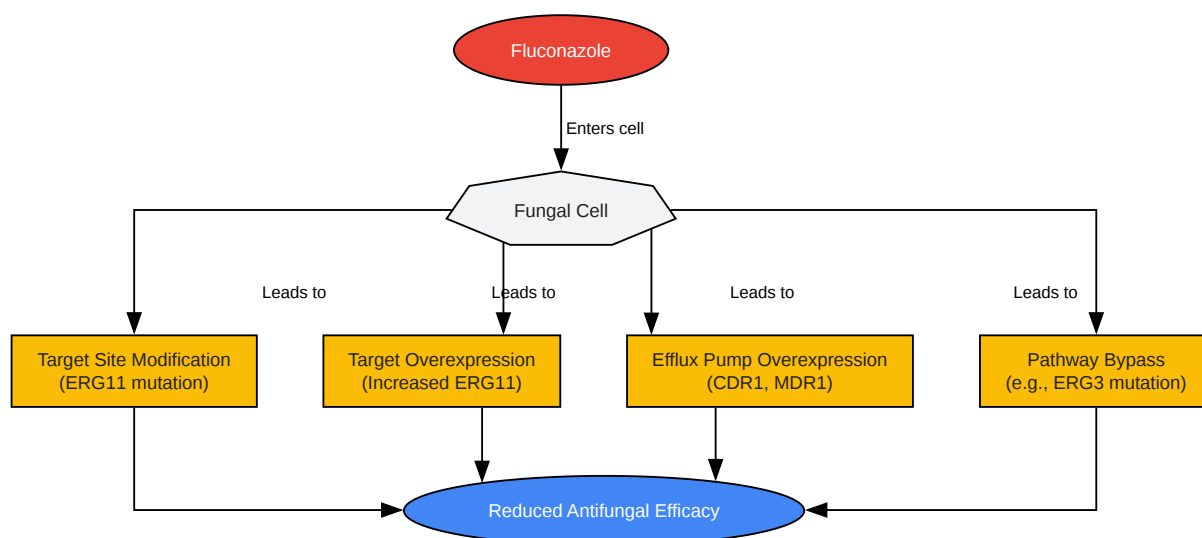 Fluconazole
Enters cell
Fungal Cell
Leads to
Leads to
Leads to
Leads to
Target Site Modification
(ERG11 mutation)
Target Overexpression
(Increased ERG11)
Efflux Pump Overexpression
(CDR1, MDR1)
Pathway Bypass
(e.g., ERG3 mutation)
Reduced Antifungal Efficacy